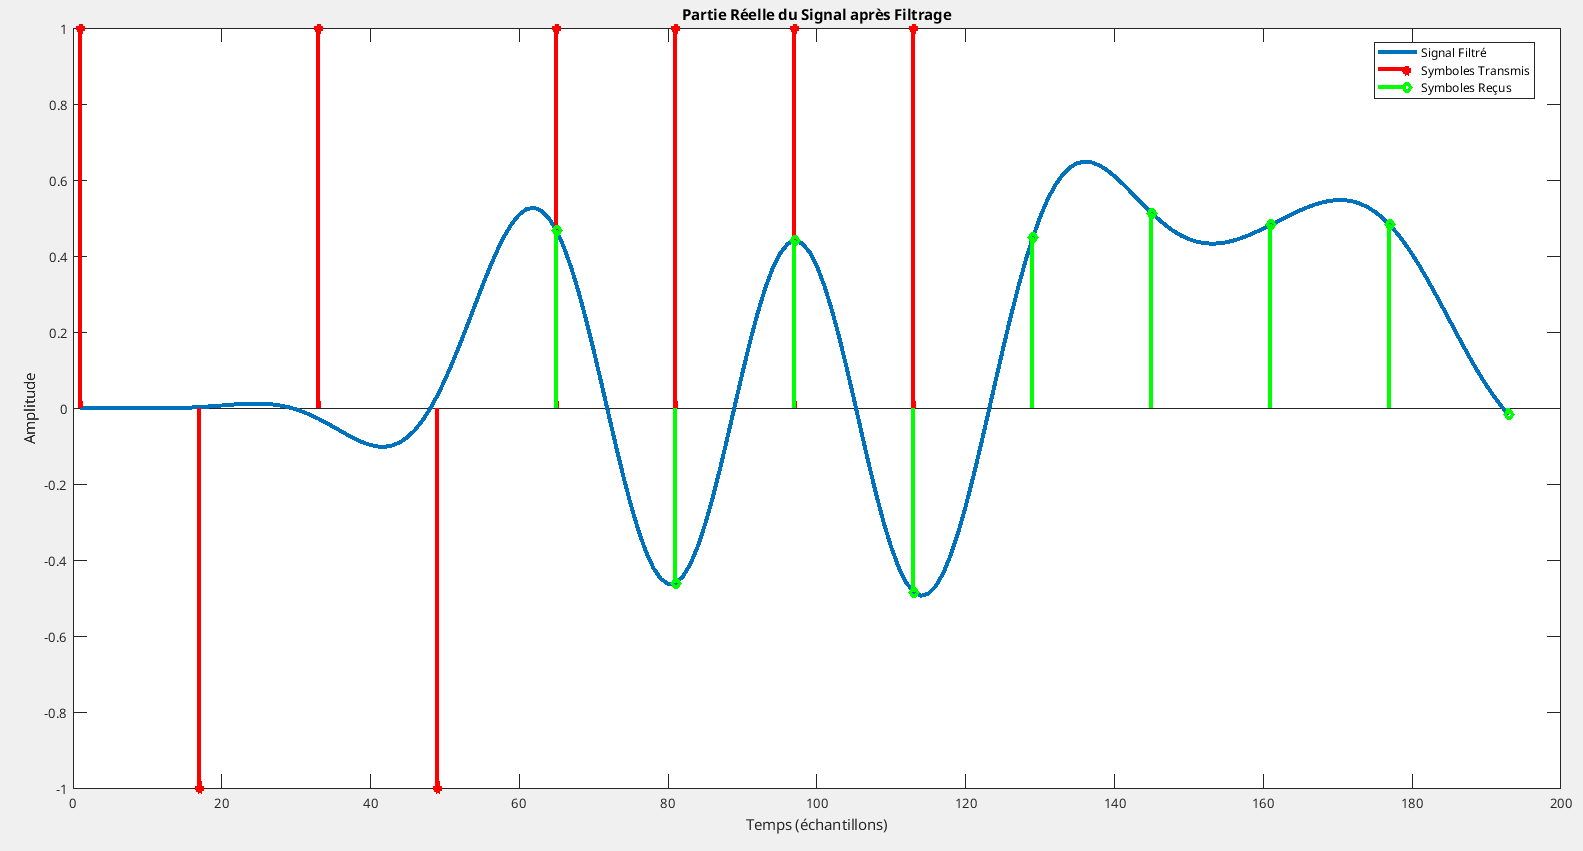 Partie Réelle du Signal après Filtrage
Signal Filtré
Symboles Transmis
Symboles Reçus
Amplitude
1
0.8
0.6
0.4
0.2
0
-0.2
-0.4
-0.6
-0.8
-1
0 20 40 60 80 100 120 140 160 180 200
Temps (échantillons)